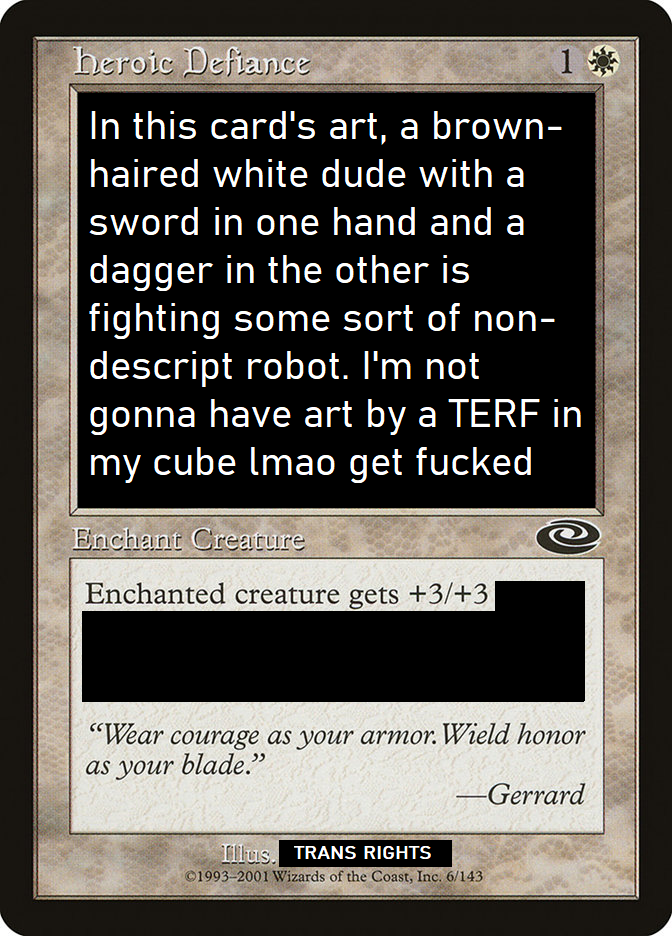 Heroic Defiance 1
In this card's art, a brown-
haired white dude with a
sword in one hand and a
dagger in the other is
fighting some sort of non-
descript robot. I'm not
gonna have art by a TERF in
my cube lmao get fucked
Enchant Creature
Enchanted creature gets +3/+3
“Wear courage as your armor. Wield honor
as your blade.”
—Gerrard
Illus. TRANS RIGHTS
©1993–2001 Wizards of the Coast, Inc. 6/143